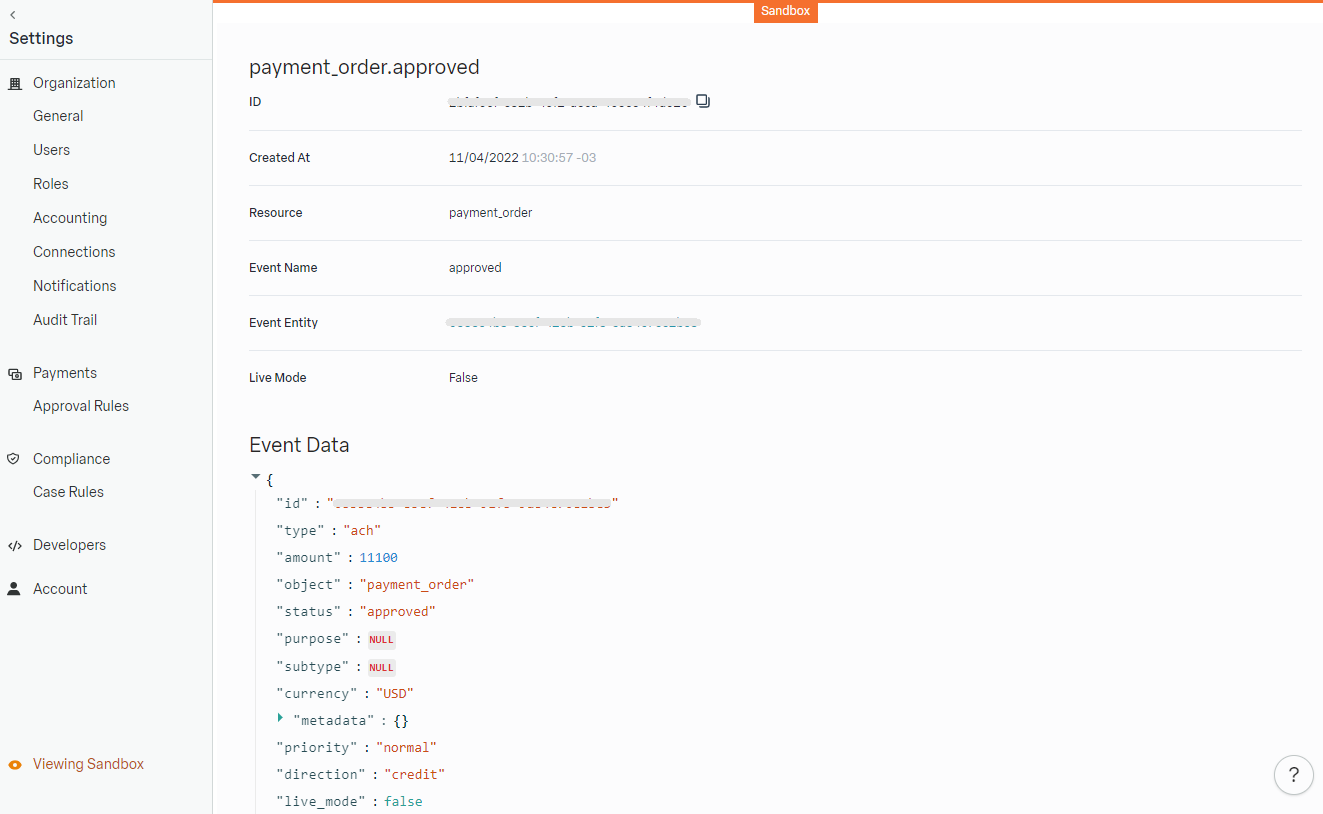 Sandbox
Settings
Organization
General
Users
Roles
Accounting
Connections
Notifications
Audit Trail
Payments
Approval Rules
Compliance
Case Rules
Developers
Account
Viewing Sandbox
payment_order.approved
ID
Created At 11/04/2022 10:30:57 -03
Resource payment_order
Event Name approved
Event Entity
Live Mode False
Event Data
{
"id" : " "
"type" : "ach"
"amount" : 11100
"object" : "payment_order"
"status" : "approved"
"purpose" : NULL
"subtype" : NULL
"currency" : "USD"
"metadata" : {}
"priority" : "normal"
"direction" : "credit"
"live_mode" : false
?